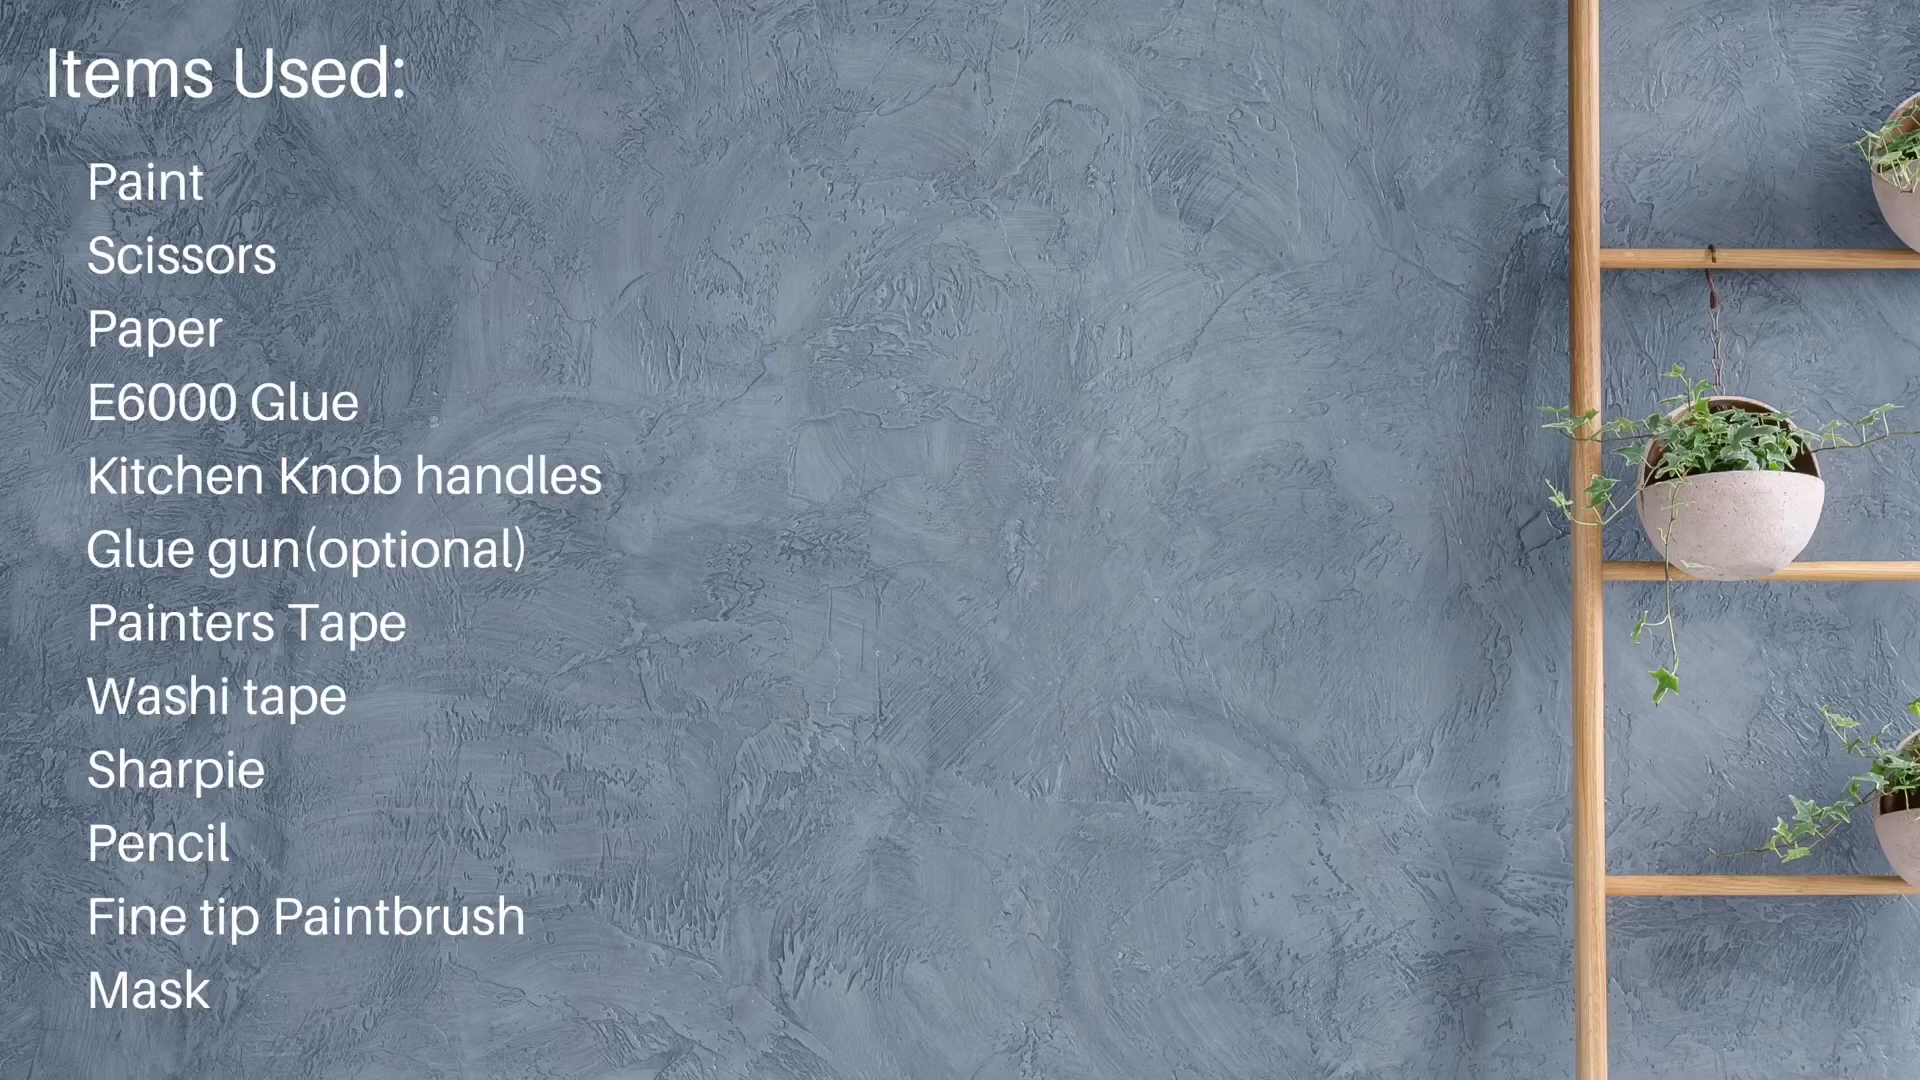 Items Used:
Paint
Scissors
Paper
E6000 Glue
Kitchen Knob handles
Glue gun(optional)
Painters Tape
Washi tape
Sharpie
Pencil
Fine tip Paintbrush
Mask